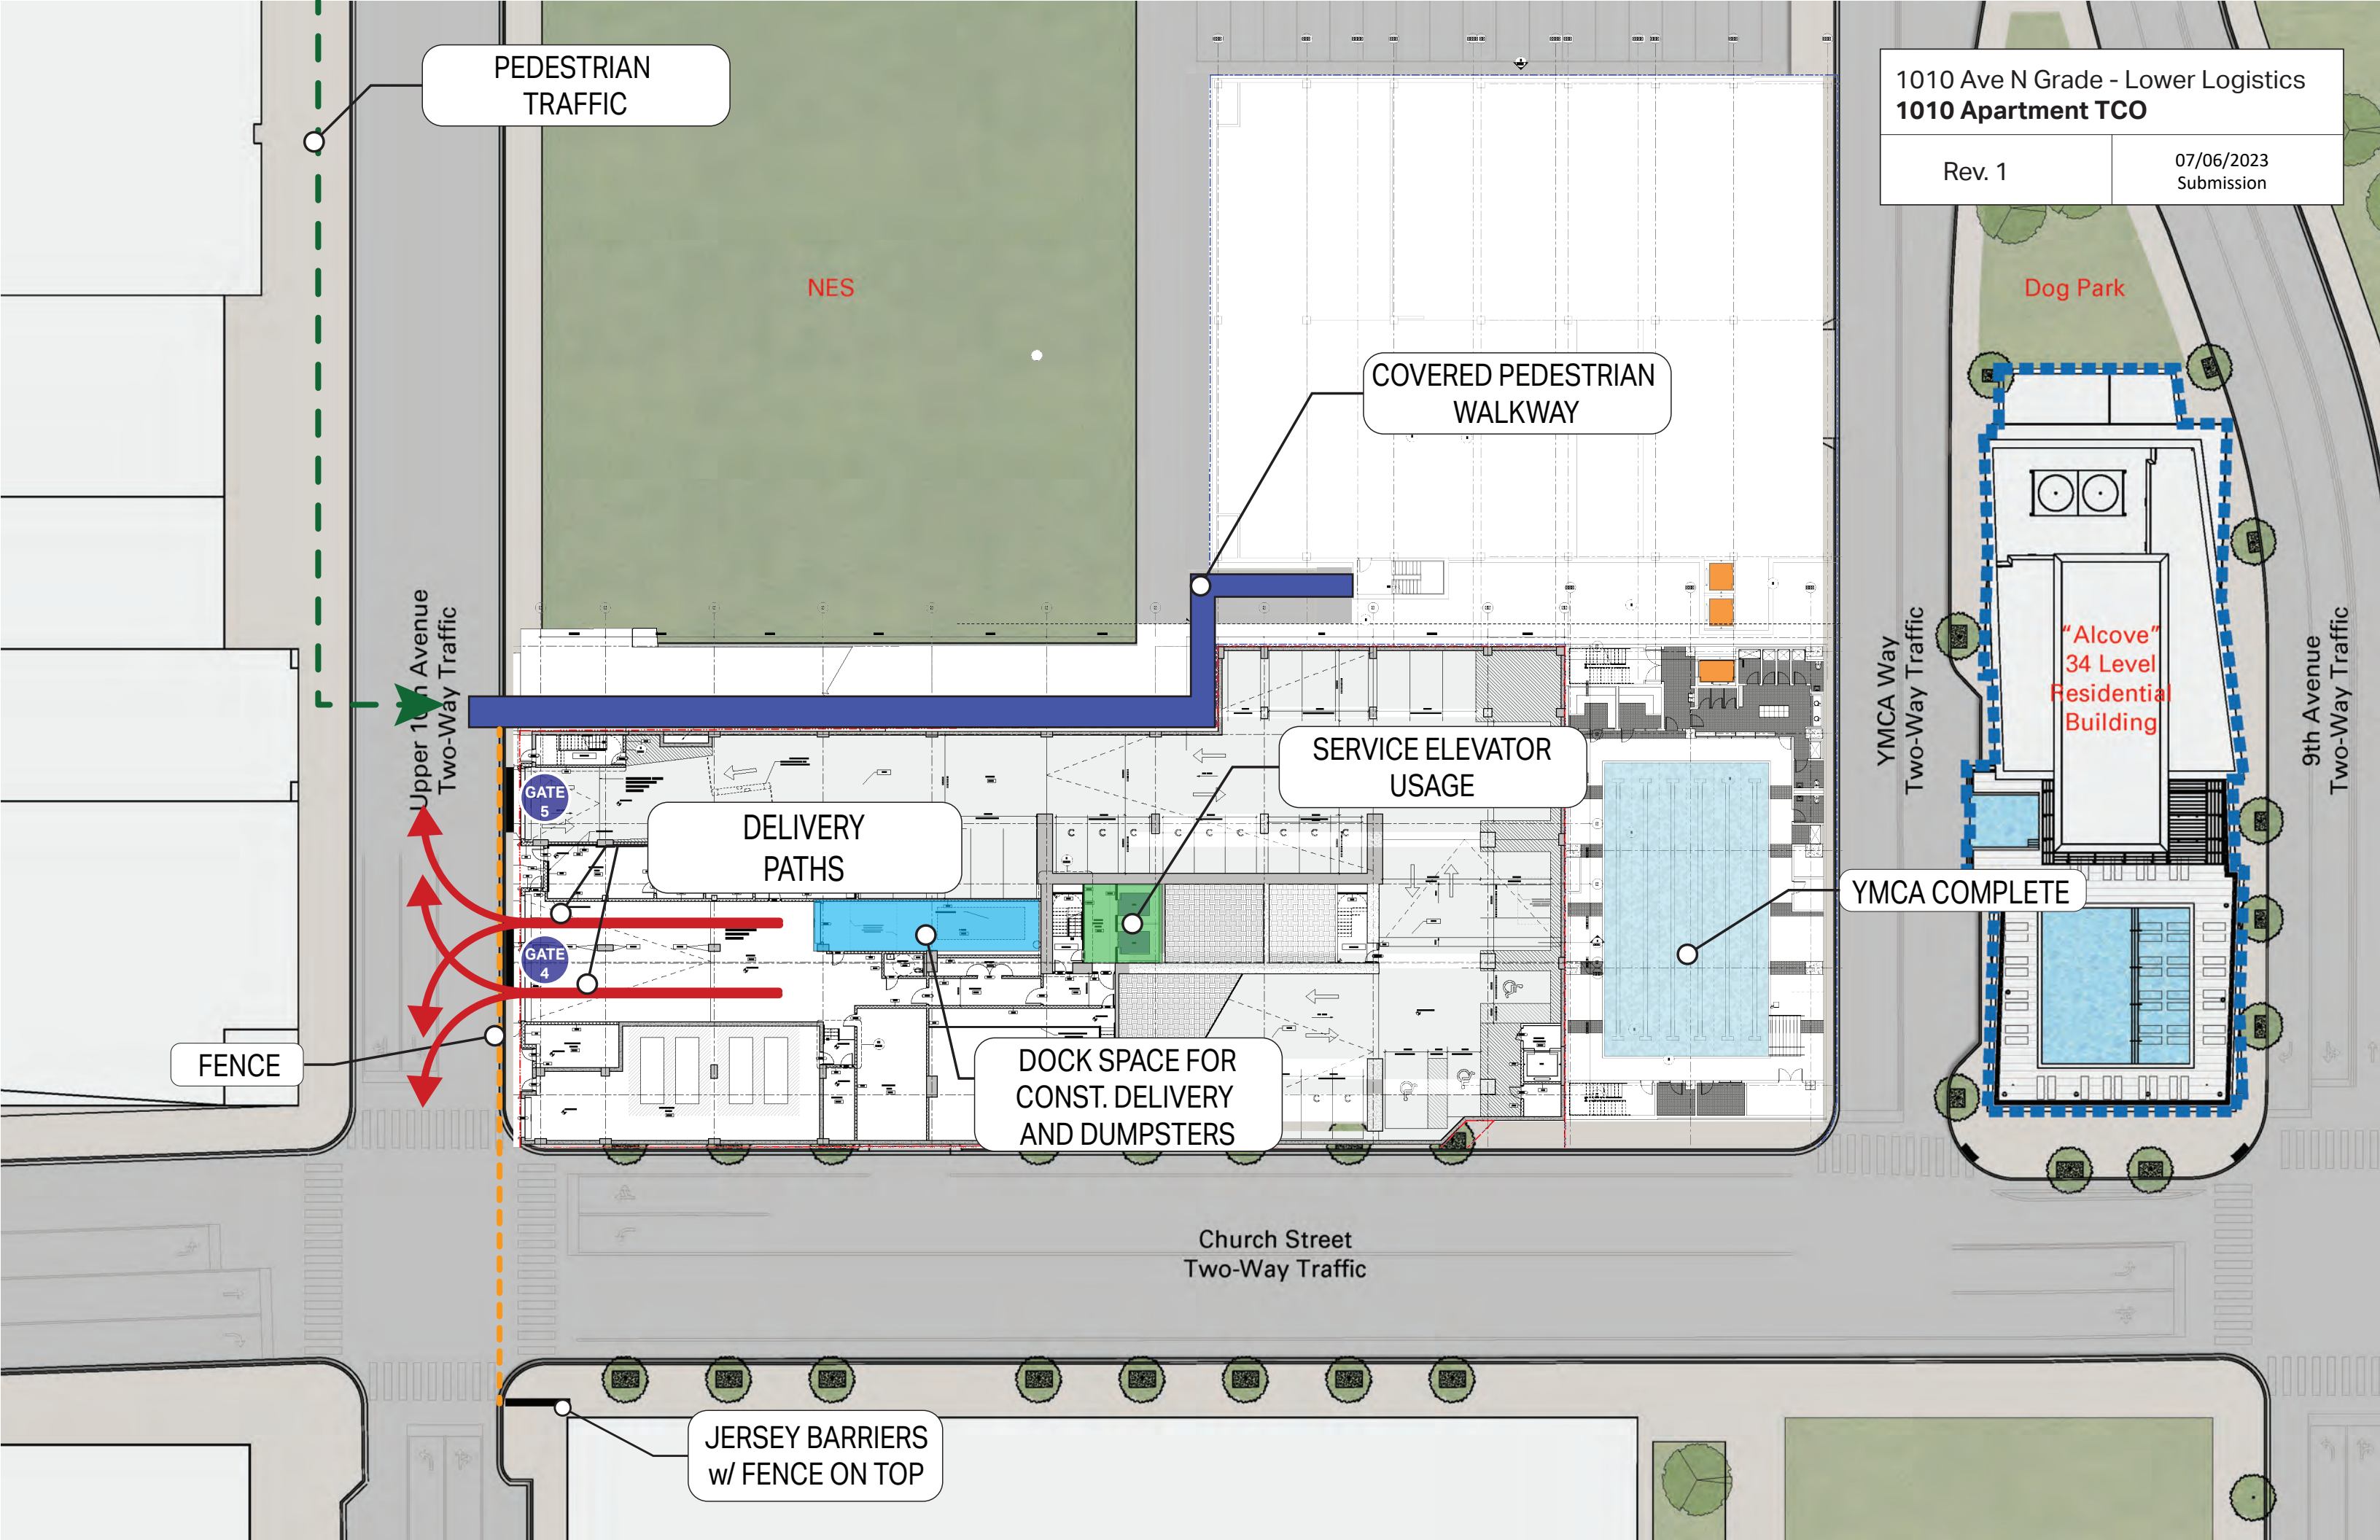 PEDESTRIAN
TRAFFIC
1010 Ave N Grade - Lower Logistics
1010 Apartment TCO
Rev. 1
07/06/2023
Submission
NES
Dog Park
COVERED PEDESTRIAN
WALKWAY
Upper 10th Avenue
Two-Way Traffic
YMCA Way
Two-Way Traffic
"Alcove"
34 Level
Residential
Building
9th Avenue
Two-Way Traffic
SERVICE ELEVATOR
USAGE
GATE
5
DELIVERY
PATHS
YMCA COMPLETE
GATE
4
FENCE
DOCK SPACE FOR
CONST. DELIVERY
AND DUMPSTERS
Church Street
Two-Way Traffic
JERSEY BARRIERS
w/ FENCE ON TOP